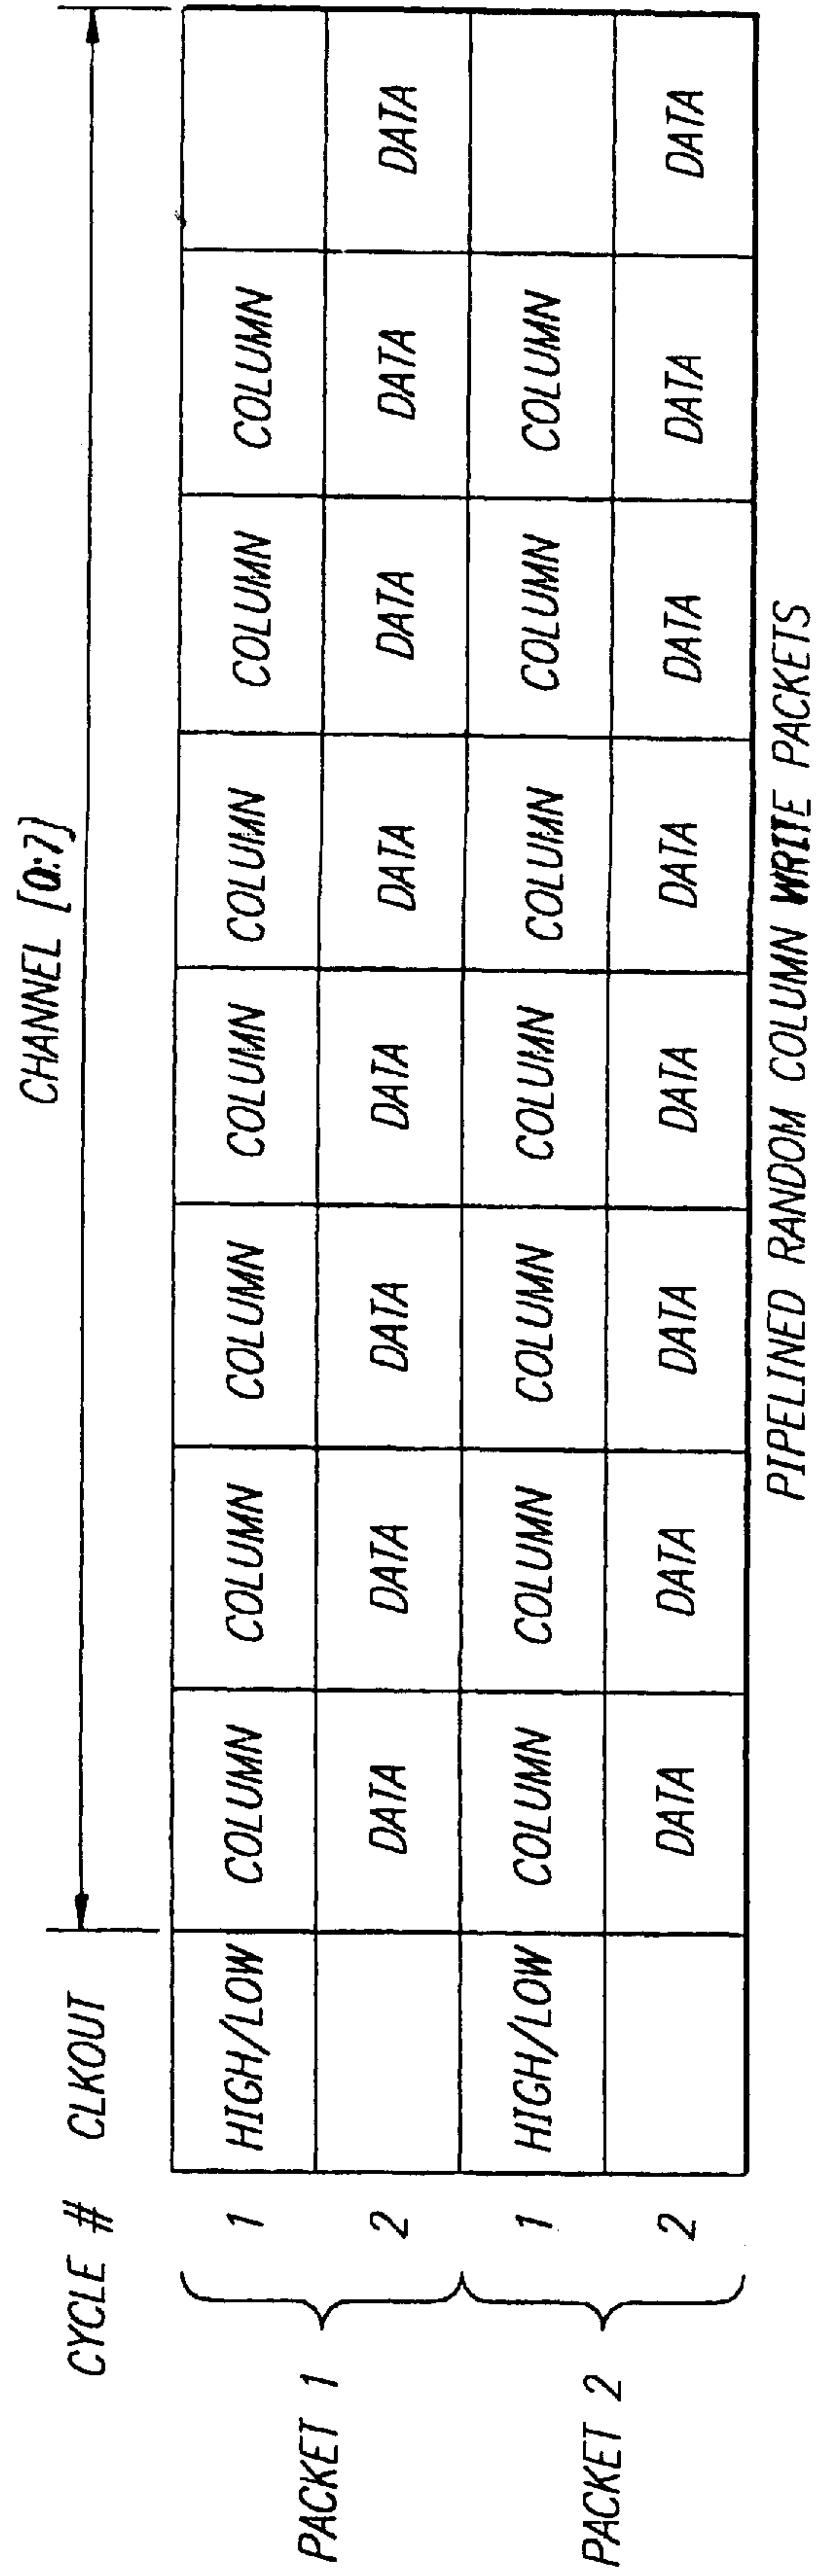 CHANNEL [0:7]
CYCLE # CLKOUT
PACKET 1
1 HIGH/LOW COLUMN COLUMN COLUMN COLUMN COLUMN COLUMN COLUMN
2 DATA DATA DATA DATA DATA DATA DATA DATA
PACKET 2
1 HIGH/LOW COLUMN COLUMN COLUMN COLUMN COLUMN COLUMN COLUMN
2 DATA DATA DATA DATA DATA DATA DATA DATA
PIPELINED RANDOM COLUMN WRITE PACKETS